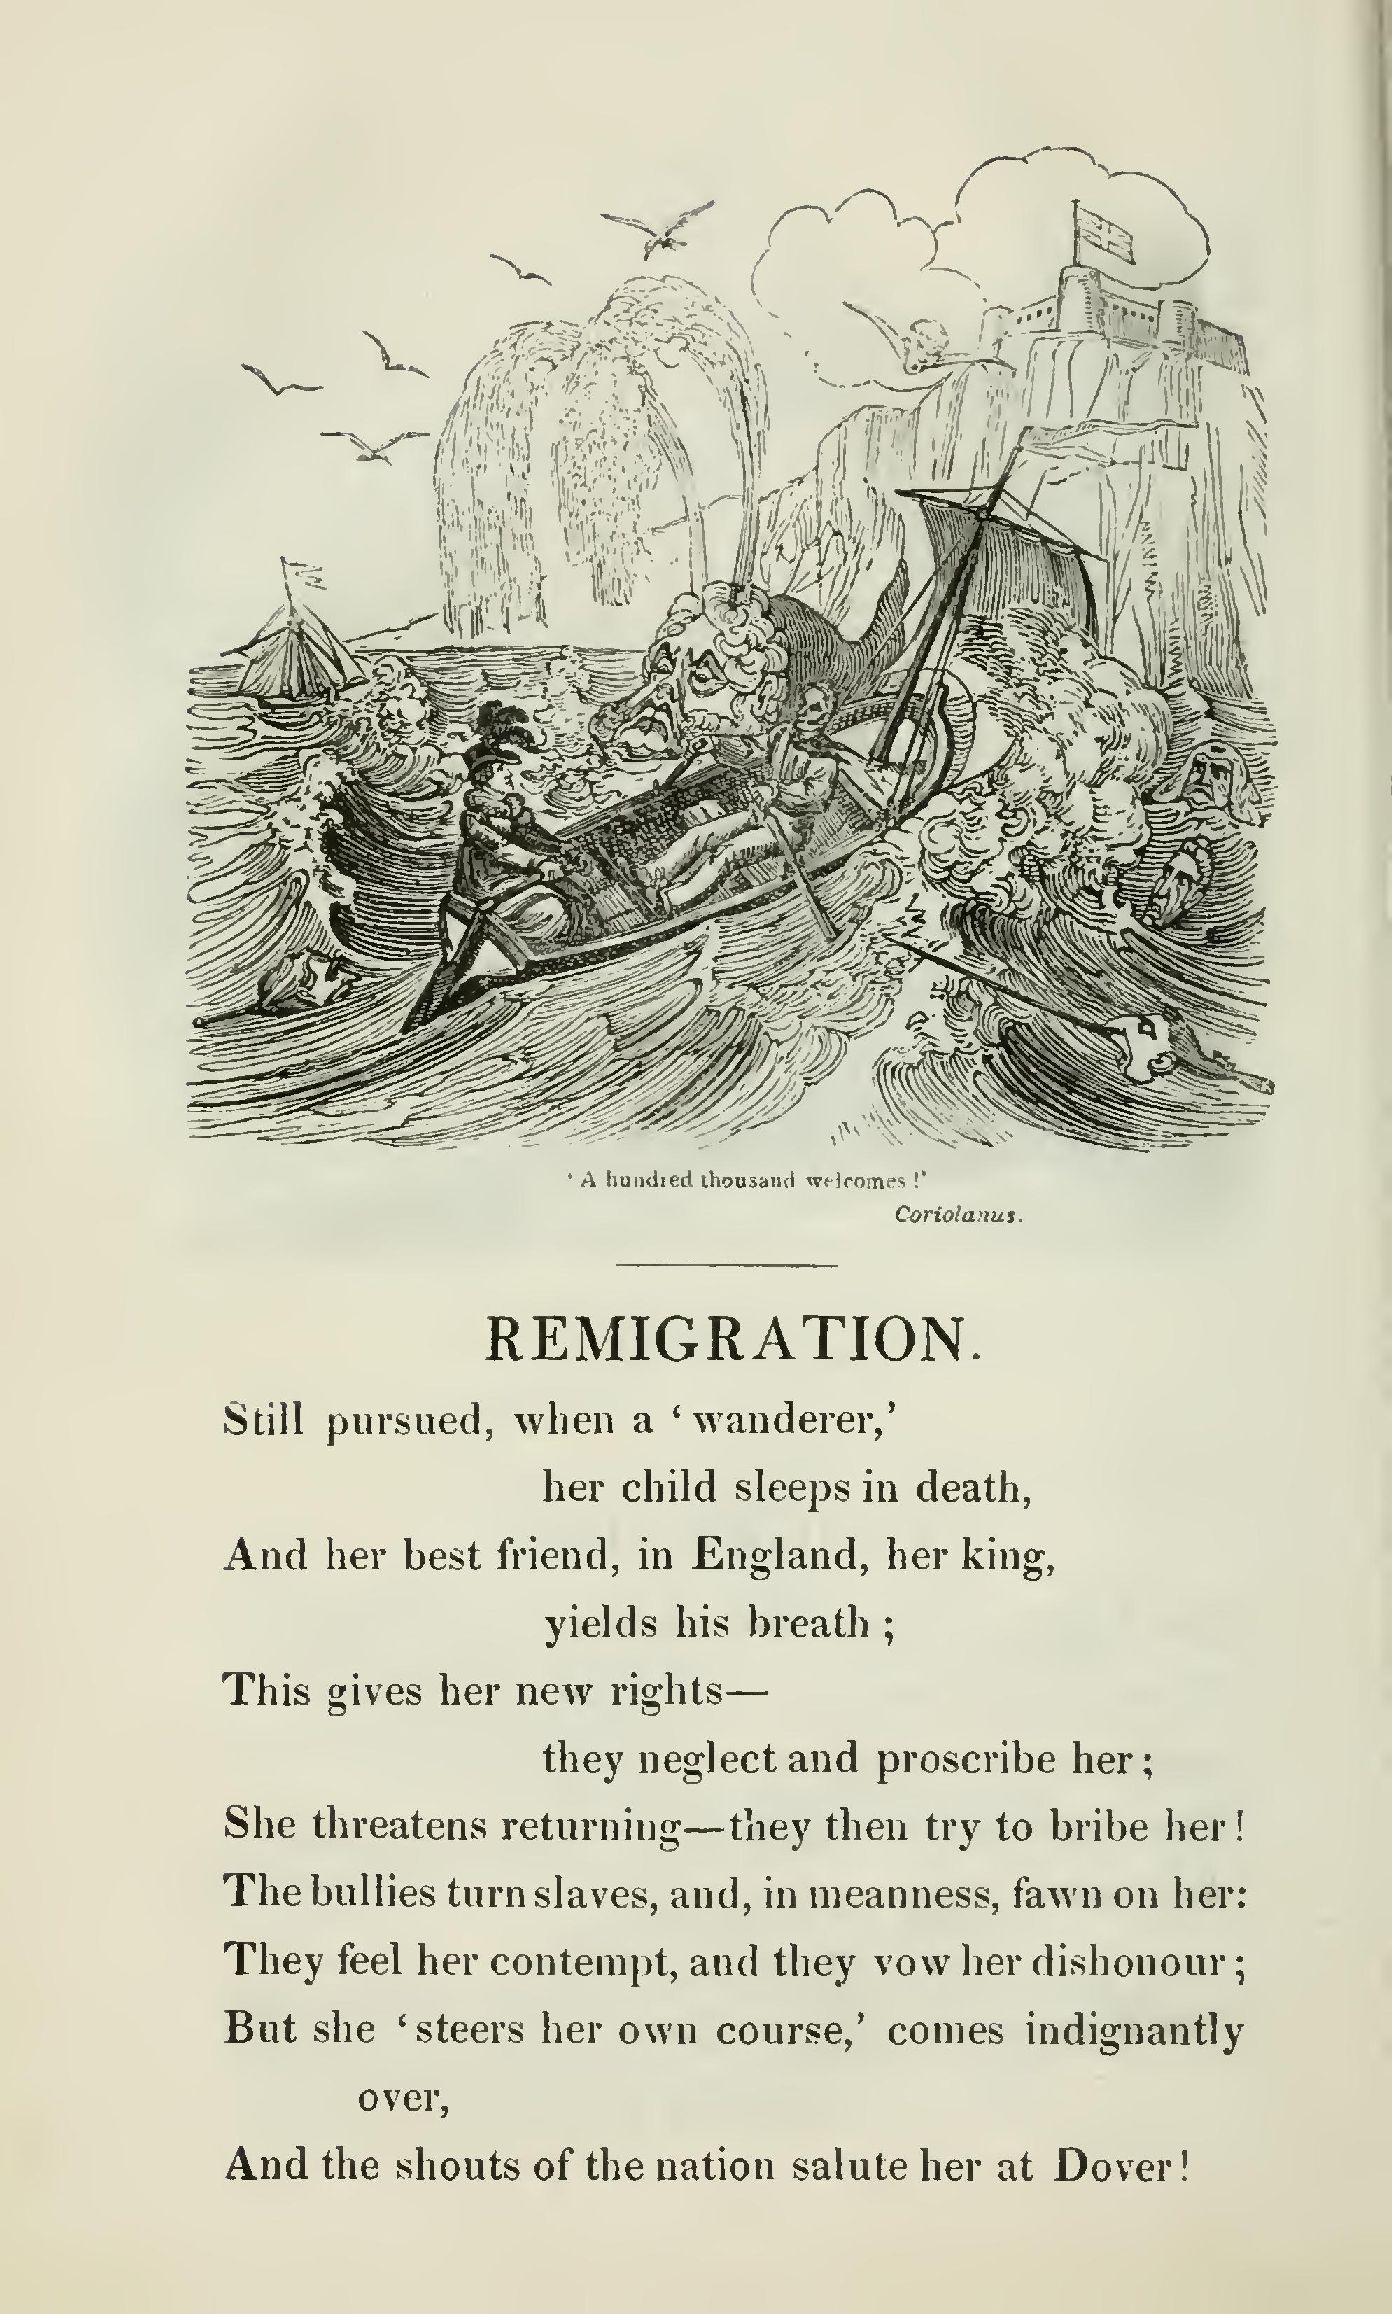 ‘ A hundred thousand welcomes !’
Coriolanus.
REMIGRATION.
Still pursued, when a ‘ wanderer,’
her child sleeps in death,
And her best friend, in England, her king,
yields his breath ;
This gives her new rights—
they neglect and proscribe her ;
She threatens returning—they then try to bribe her !
The bullies turn slaves, and, in meanness, fawn on her:
They feel her contempt, and they vow her dishonour ;
But she ‘ steers her own course,’ comes indignantly
over,
And the shouts of the nation salute her at Dover !